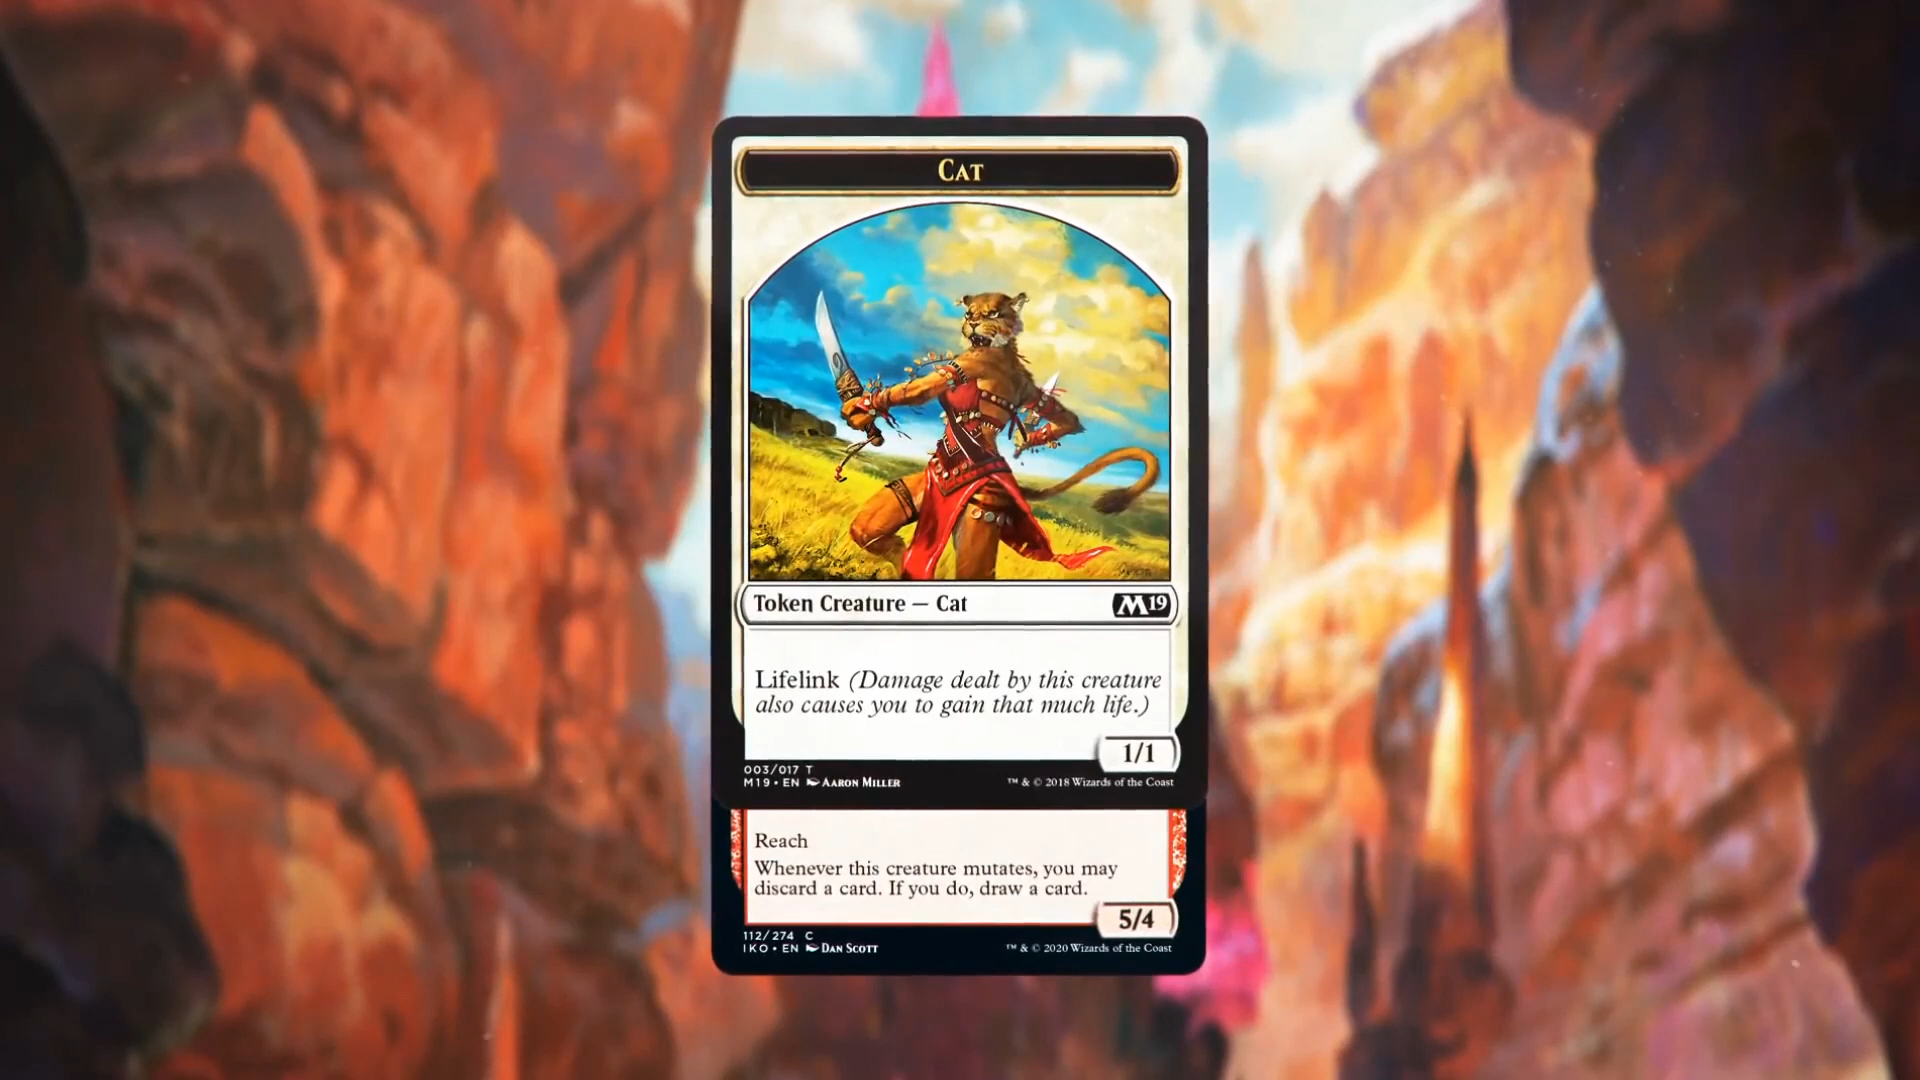 Cat
Token Creature — Cat
M19
Lifelink (Damage dealt by this creature
also causes you to gain that much life.)
1/1
003/017 T
M19 • EN Aaron Miller
™ & © 2018 Wizards of the Coast
Reach
Whenever this creature mutates, you may
discard a card. If you do, draw a card.
5/4
112/274 C
IKO • EN Dan Scott
™ & © 2020 Wizards of the Coast